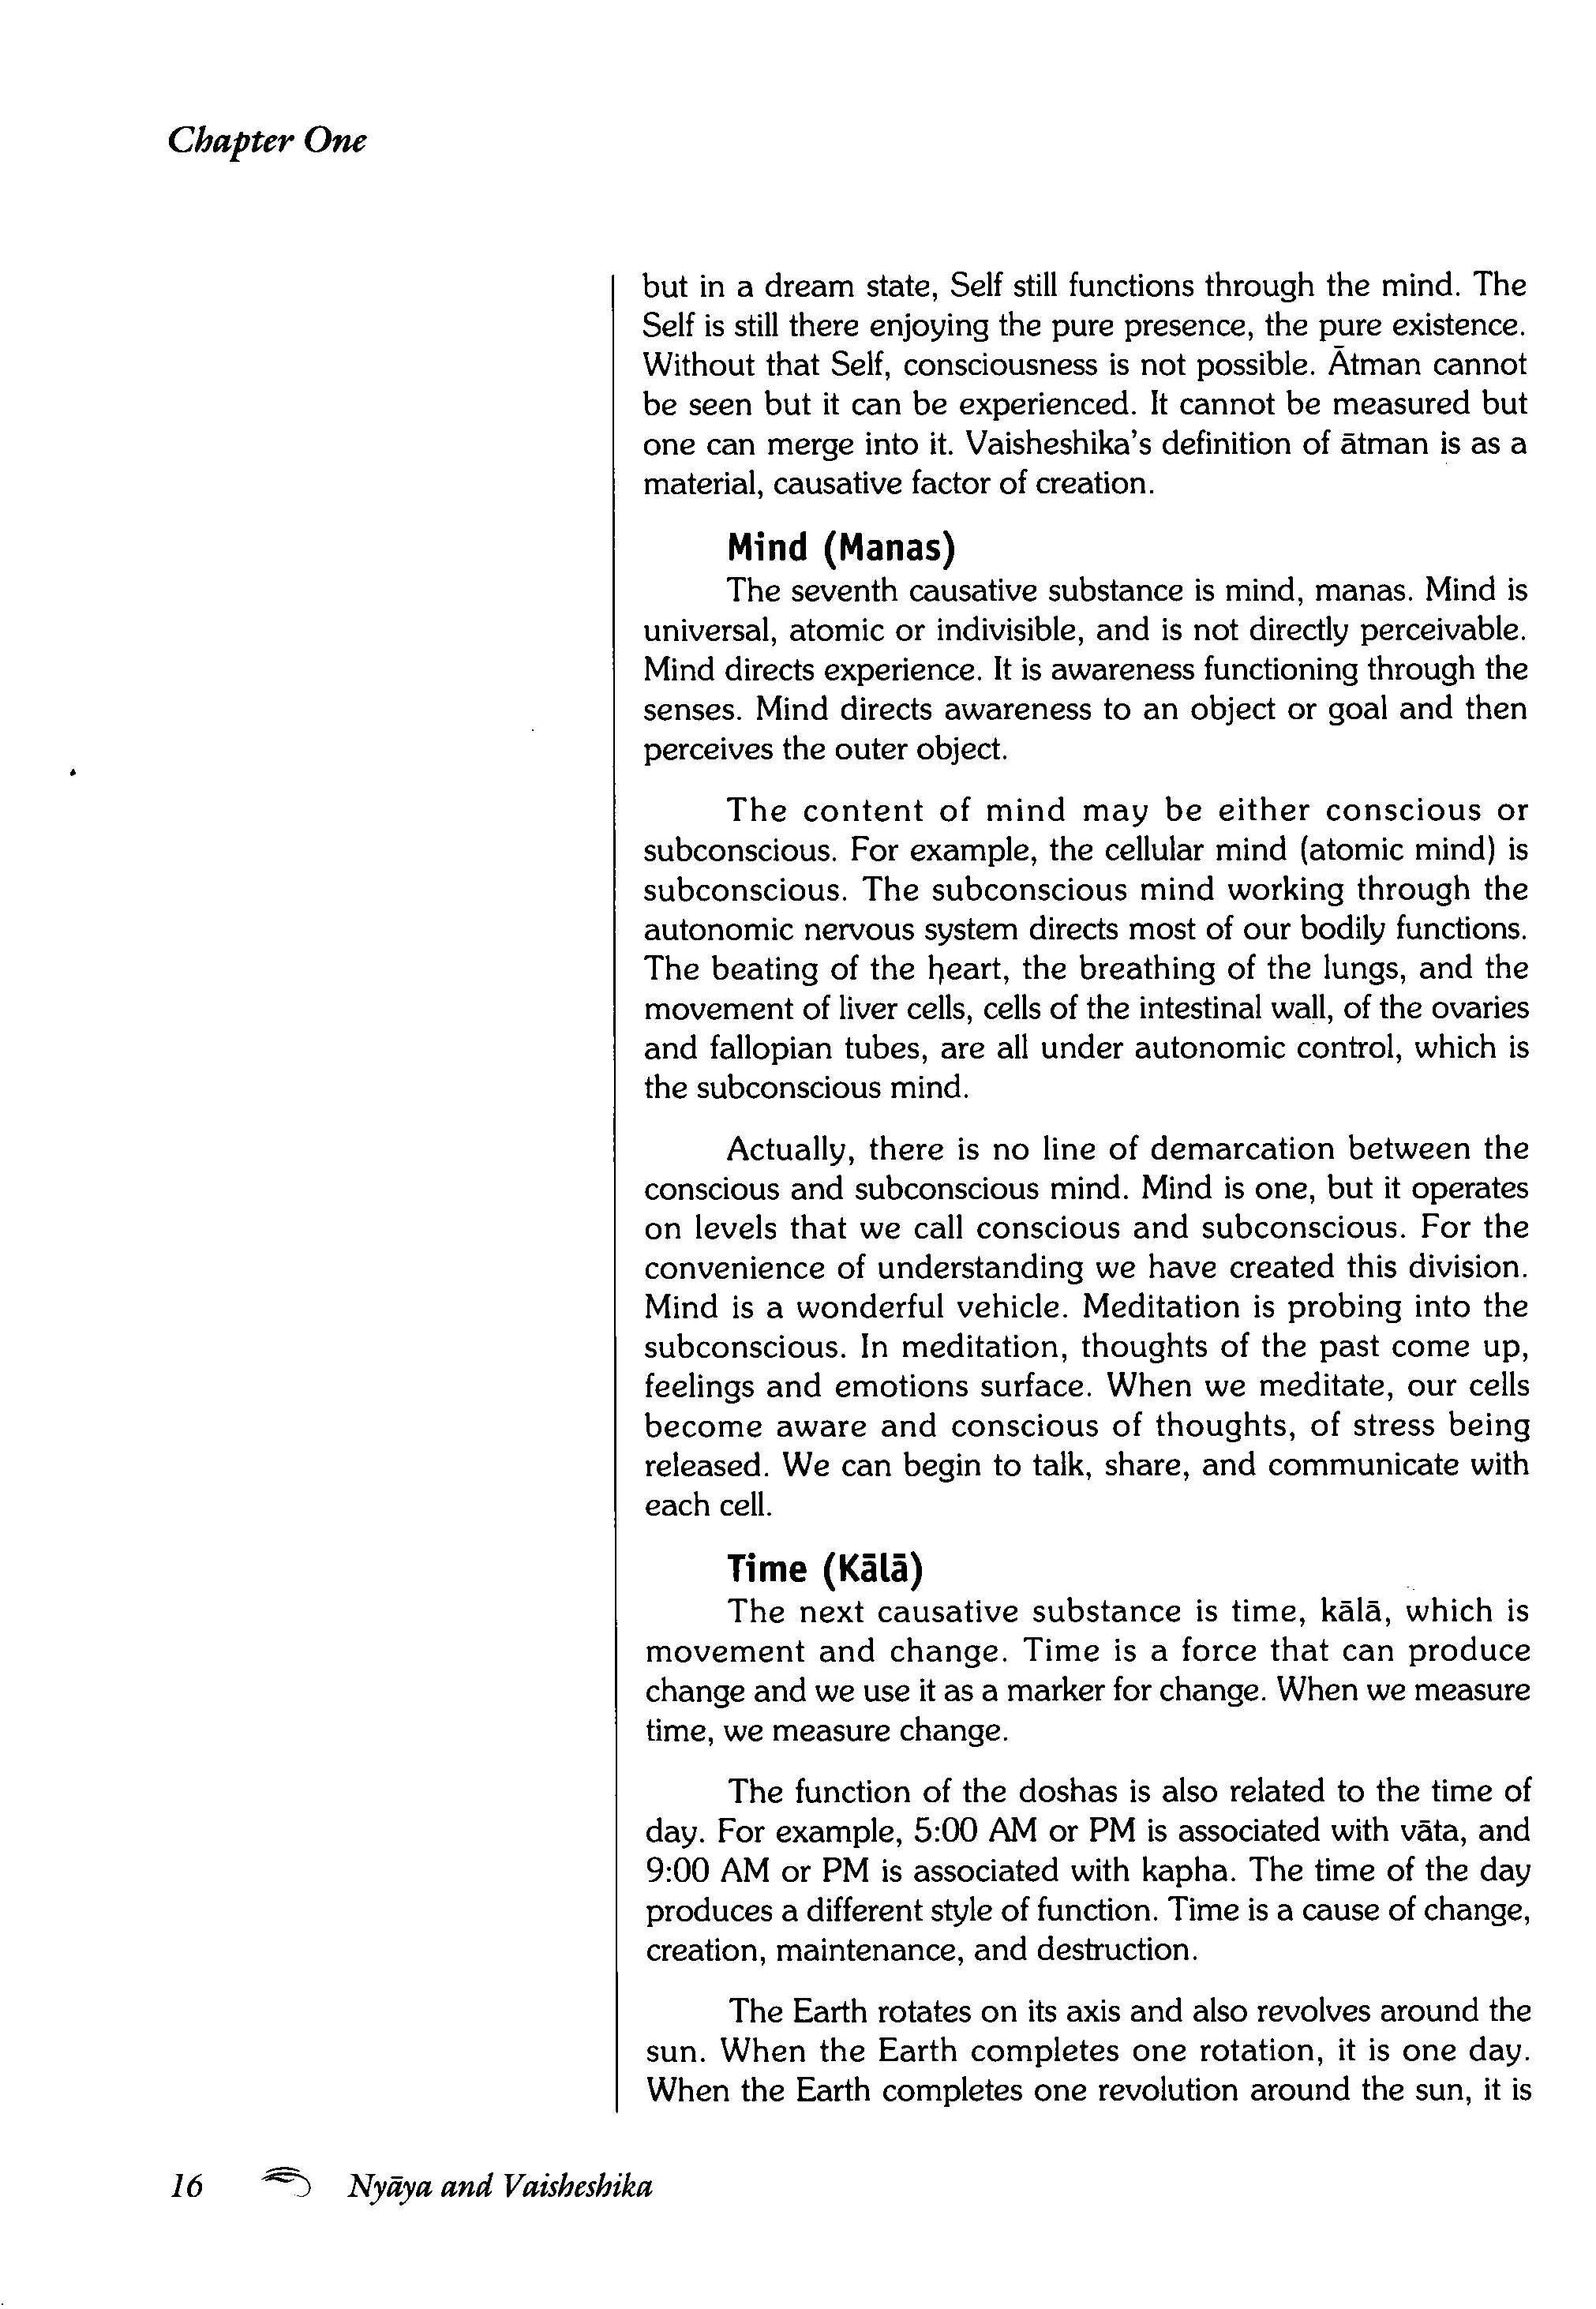 Chapter One
but in a dream state, Self still functions through the mind. The
Self is still there enjoying the pure presence, the pure existence.
Without that Self, consciousness is not possible. Ātman cannot
be seen but it can be experienced. It cannot be measured but
one can merge into it. Vaisheshika's definition of ātman is as a
material, causative factor of creation.
Mind (Manas)
The seventh causative substance is mind, manas. Mind is
universal, atomic or indivisible, and is not directly perceivable.
Mind directs experience. It is awareness functioning through the
senses. Mind directs awareness to an object or goal and then
perceives the outer object.
The content of mind may be either conscious or
subconscious. For example, the cellular mind (atomic mind) is
subconscious. The subconscious mind working through the
autonomic nervous system directs most of our bodily functions.
The beating of the heart, the breathing of the lungs, and the
movement of liver cells, cells of the intestinal wall, of the ovaries
and fallopian tubes, are all under autonomic control, which is
the subconscious mind.
Actually, there is no line of demarcation between the
conscious and subconscious mind. Mind is one, but it operates
on levels that we call conscious and subconscious. For the
convenience of understanding we have created this division.
Mind is a wonderful vehicle. Meditation is probing into the
subconscious. In meditation, thoughts of the past come up,
feelings and emotions surface. When we meditate, our cells
become aware and conscious of thoughts, of stress being
released. We can begin to talk, share, and communicate with
each cell.
Time (Kālā)
The next causative substance is time, kālā, which is
movement and change. Time is a force that can produce
change and we use it as a marker for change. When we measure
time, we measure change.
The function of the doshas is also related to the time of
day. For example, 5:00 AM or PM is associated with vāta, and
9:00 AM or PM is associated with kapha. The time of the day
produces a different style of function. Time is a cause of change,
creation, maintenance, and destruction.
The Earth rotates on its axis and also revolves around the
sun. When the Earth completes one rotation, it is one day.
When the Earth completes one revolution around the sun, it is
16 Nyāya and Vaisheshika